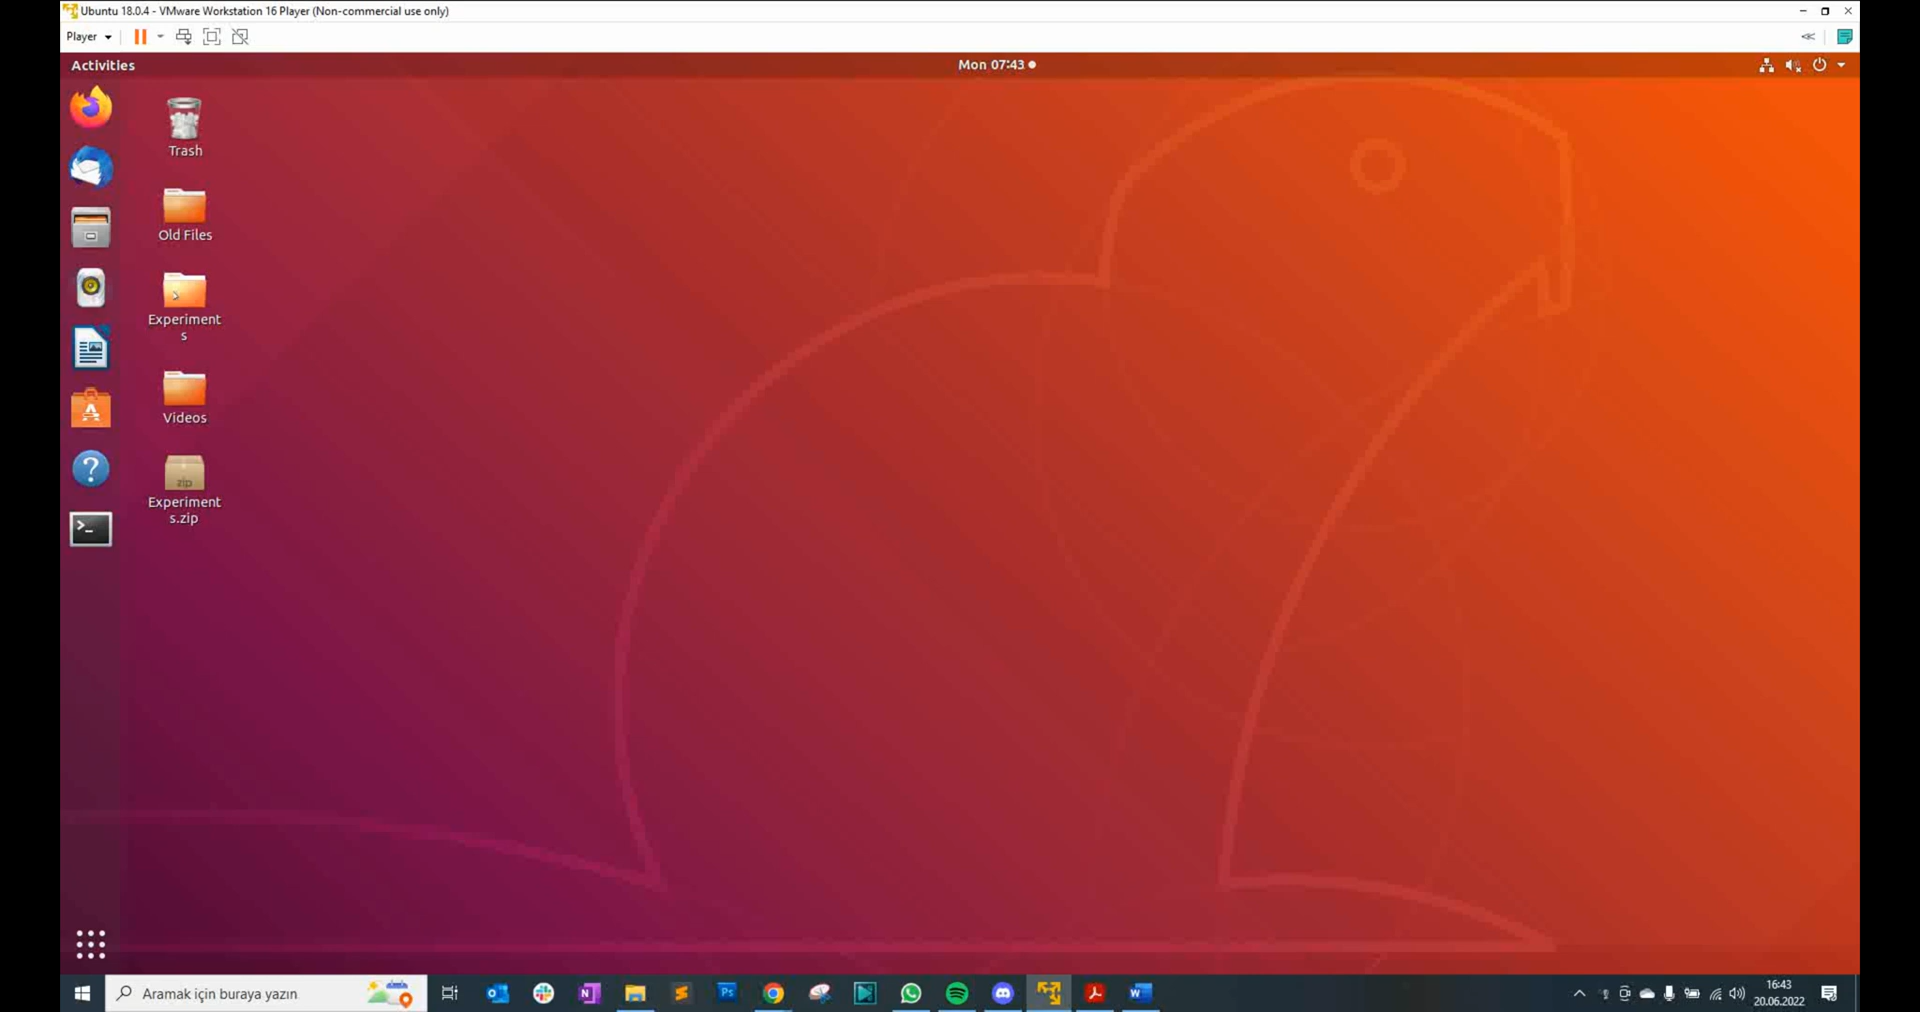 Ubuntu 18.0.4 - VMware Workstation 16 Player (Non-commercial use only)
Player
Activities
Mon 07:43
Trash
Old Files
Experiment
s
Videos
zip
Experiment
s.zip
Aramak için buraya yazın
N
Ps
W
16:43
20.06.2022